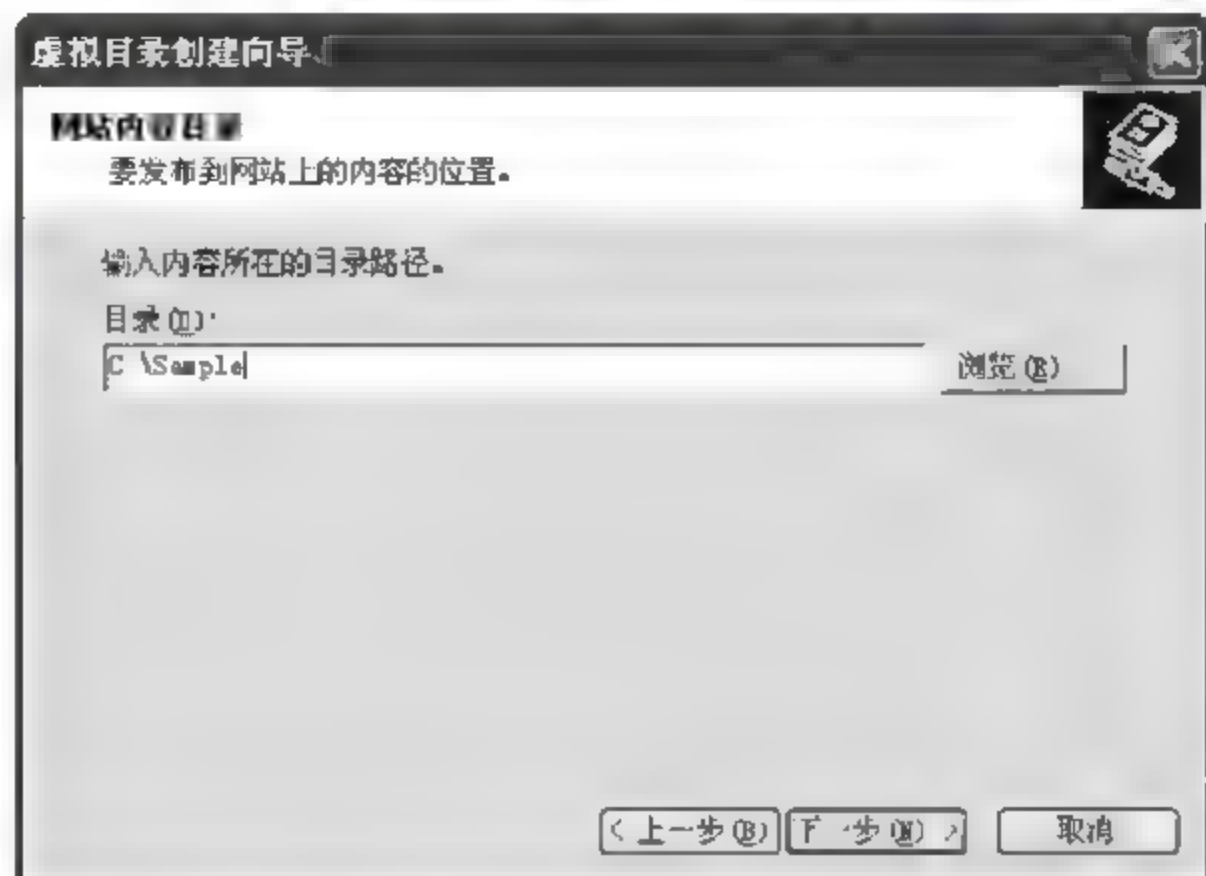 虚拟目录创建向导
网站内容目录
要发布到网站上的内容的位置。
输入内容所在的目录路径。
目录(D):
C:\Sample
浏览(R)
< 上一步(B)
下一步(N) >
取消